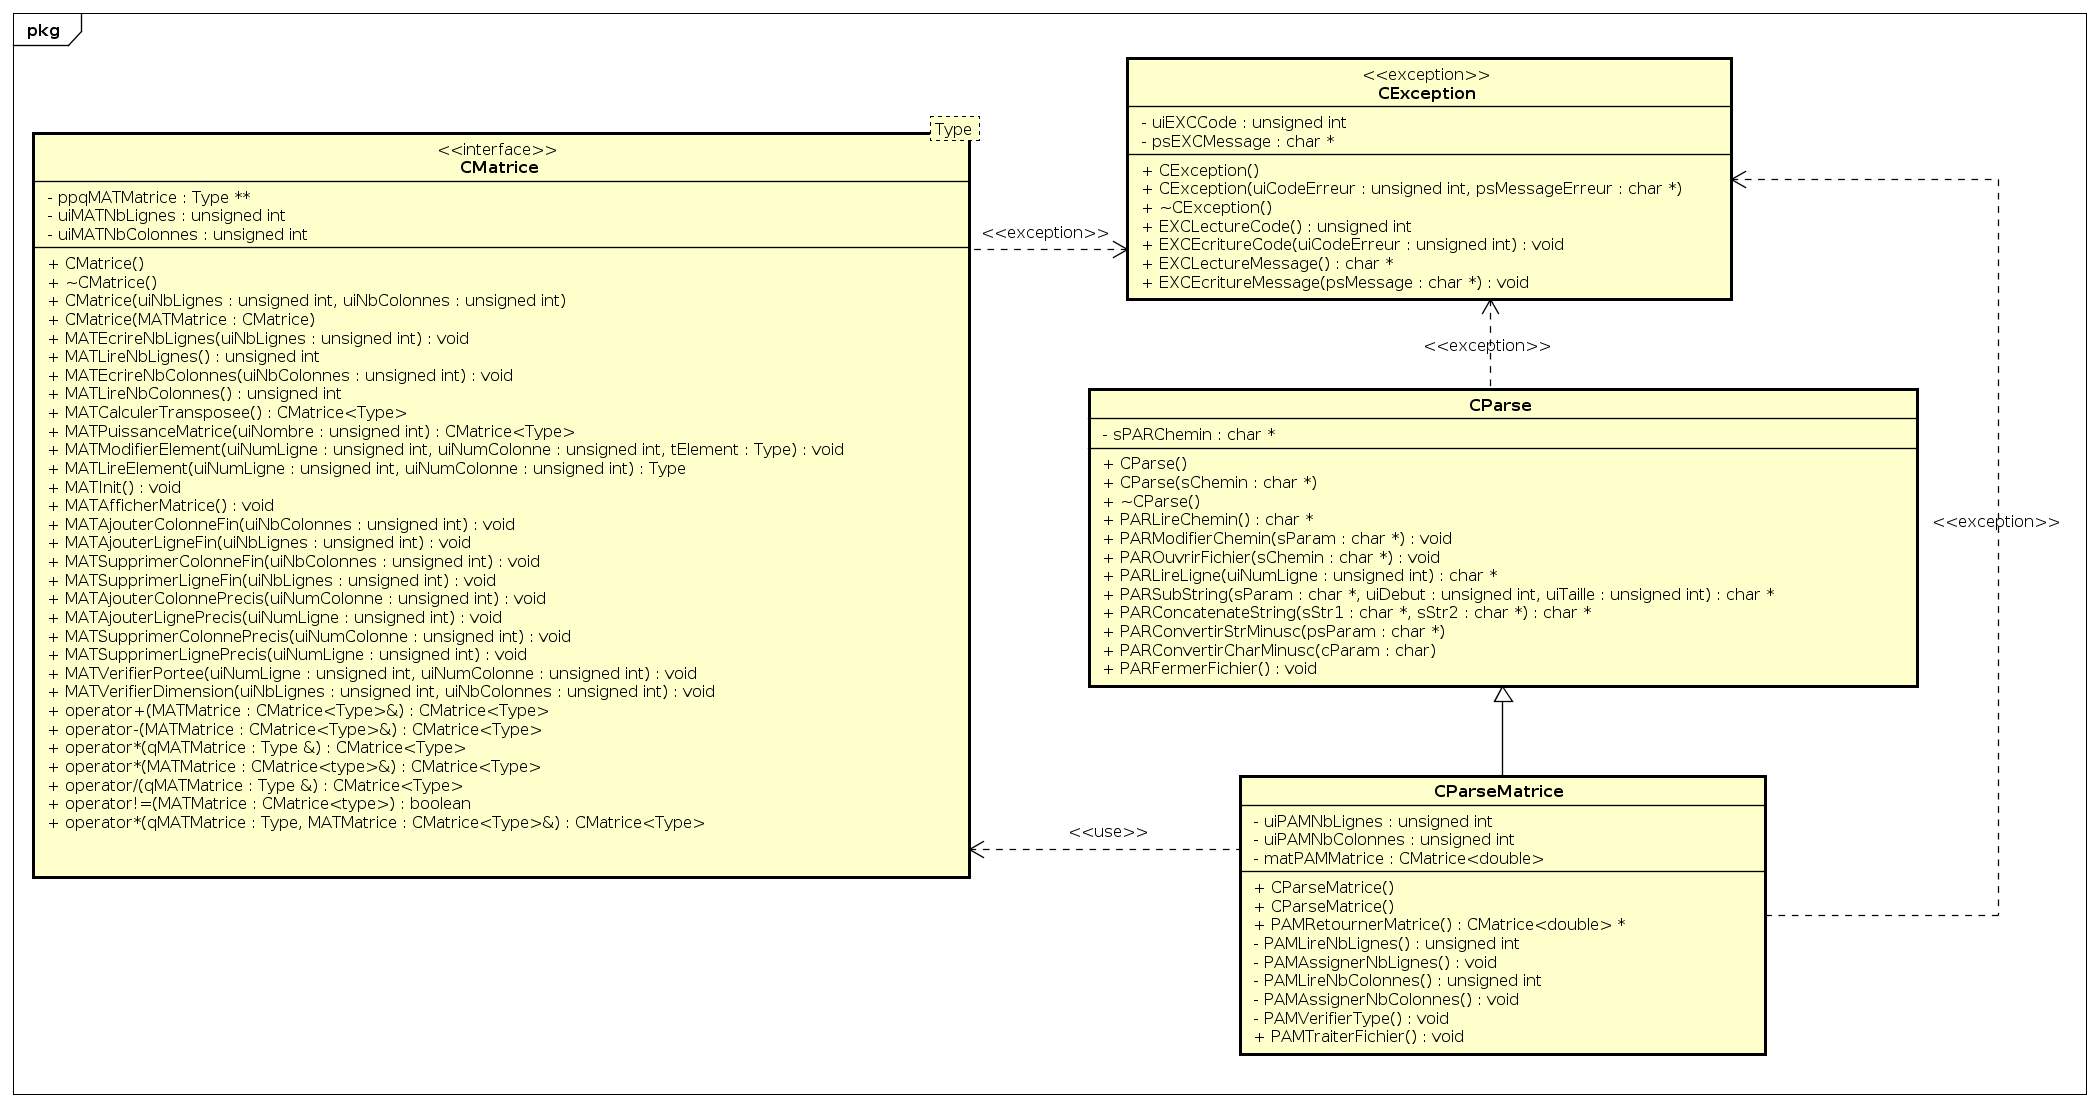 pkg
Type
<<interface>>
CMatrice
- ppqMATMatrice : Type **
- uiMATNbLignes : unsigned int
- uiMATNbColonnes : unsigned int
+ CMatrice()
+ ~CMatrice()
+ CMatrice(uiNbLignes : unsigned int, uiNbColonnes : unsigned int)
+ CMatrice(MATMatrice : CMatrice)
+ MATEcrireNbLignes(uiNbLignes : unsigned int) : void
+ MATLireNbLignes() : unsigned int
+ MATEcrireNbColonnes(uiNbColonnes : unsigned int) : void
+ MATLireNbColonnes() : unsigned int
+ MATCalculerTransposee() : CMatrice<Type>
+ MATPuissanceMatrice(uiNombre : unsigned int) : CMatrice<Type>
+ MATModifierElement(uiNumLigne : unsigned int, uiNumColonne : unsigned int, tElement : Type) : void
+ MATLireElement(uiNumLigne : unsigned int, uiNumColonne : unsigned int) : Type
+ MATInit() : void
+ MATAfficherMatrice() : void
+ MATAjouterColonneFin(uiNbColonnes : unsigned int) : void
+ MATAjouterLigneFin(uiNbLignes : unsigned int) : void
+ MATSupprimerColonneFin(uiNbColonnes : unsigned int) : void
+ MATSupprimerLigneFin(uiNbLignes : unsigned int) : void
+ MATAjouterColonnePrecis(uiNumColonne : unsigned int) : void
+ MATAjouterLignePrecis(uiNumLigne : unsigned int) : void
+ MATSupprimerColonnePrecis(uiNumColonne : unsigned int) : void
+ MATSupprimerLignePrecis(uiNumLigne : unsigned int) : void
+ MATVerifierPortee(uiNumLigne : unsigned int, uiNumColonne : unsigned int) : void
+ MATVerifierDimension(uiNbLignes : unsigned int, uiNbColonnes : unsigned int) : void
+ operator+(MATMatrice : CMatrice<Type>&) : CMatrice<Type>
+ operator-(MATMatrice : CMatrice<Type>&) : CMatrice<Type>
+ operator*(qMATMatrice : Type &) : CMatrice<Type>
+ operator*(MATMatrice : CMatrice<type>&) : CMatrice<Type>
+ operator/(qMATMatrice : Type &) : CMatrice<Type>
+ operator!=(MATMatrice : CMatrice<type>) : boolean
+ operator*(qMATMatrice : Type, MATMatrice : CMatrice<Type>&) : CMatrice<Type>
<<exception>>
<<exception>>
CException
- uiEXCCode : unsigned int
- psEXCMessage : char *
+ CException()
+ CException(uiCodeErreur : unsigned int, psMessageErreur : char *)
+ ~CException()
+ EXCLectureCode() : unsigned int
+ EXCEcritureCode(uiCodeErreur : unsigned int) : void
+ EXCLectureMessage() : char *
+ EXCEcritureMessage(psMessage : char *) : void
<<exception>>
CParse
- sPARChemin : char *
+ CParse()
+ CParse(sChemin : char *)
+ ~CParse()
+ PARLireChemin() : char *
+ PARModifierChemin(sParam : char *) : void
+ PAROuvrirFichier(sChemin : char *) : void
+ PARLireLigne(uiNumLigne : unsigned int) : char *
+ PARSubString(sParam : char *, uiDebut : unsigned int, uiTaille : unsigned int) : char *
+ PARConcatenateString(sStr1 : char *, sStr2 : char *) : char *
+ PARConvertirStrMinusc(psParam : char *)
+ PARConvertirCharMinusc(cParam : char)
+ PARFermerFichier() : void
<<exception>>
<<use>>
CParseMatrice
- uiPAMNbLignes : unsigned int
- uiPAMNbColonnes : unsigned int
- matPAMMatrice : CMatrice<double>
+ CParseMatrice()
+ CParseMatrice()
+ PAMRetournerMatrice() : CMatrice<double> *
- PAMLireNbLignes() : unsigned int
- PAMAssignerNbLignes() : void
- PAMLireNbColonnes() : unsigned int
- PAMAssignerNbColonnes() : void
- PAMVerifierType() : void
+ PAMTraiterFichier() : void